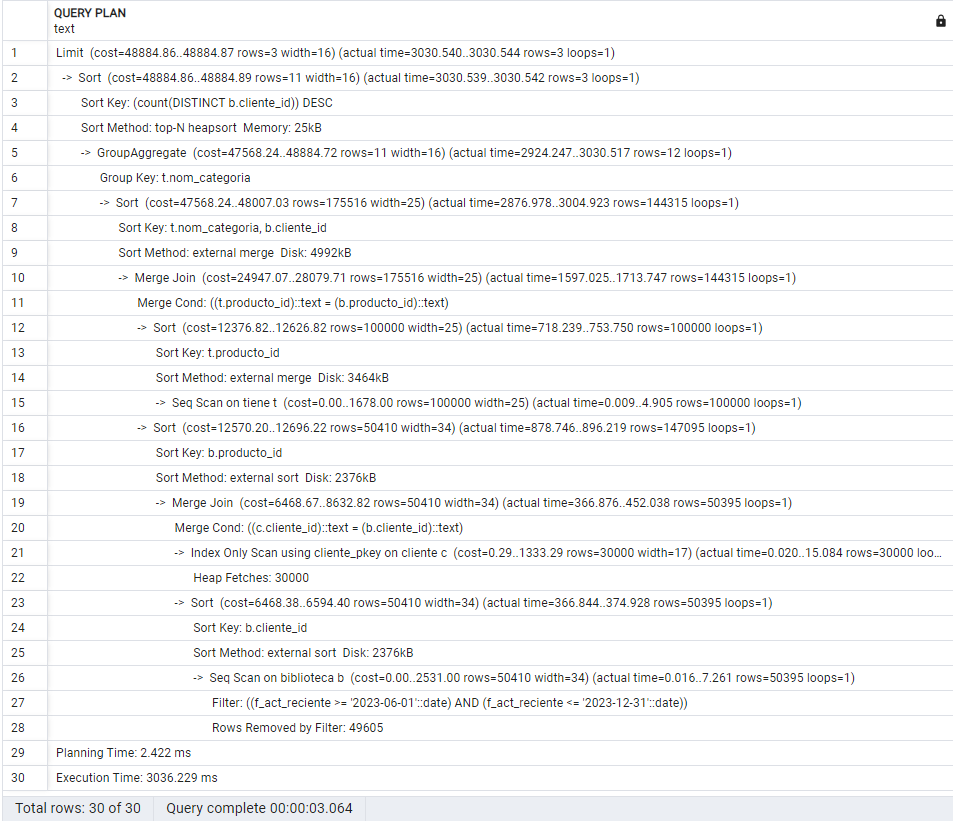 QUERY PLAN
text
1 Limit (cost=48884.86..48884.87 rows=3 width=16) (actual time=3030.540..3030.544 rows=3 loops=1)
2 -> Sort (cost=48884.86..48884.89 rows=11 width=16) (actual time=3030.539..3030.542 rows=3 loops=1)
3 Sort Key: (count(DISTINCT b.cliente_id)) DESC
4 Sort Method: top-N heapsort Memory: 25kB
5 -> GroupAggregate (cost=47568.24..48884.72 rows=11 width=16) (actual time=2924.247..3030.517 rows=12 loops=1)
6 Group Key: t.nom_categoria
7 -> Sort (cost=47568.24..48007.03 rows=175516 width=25) (actual time=2876.978..3004.923 rows=144315 loops=1)
8 Sort Key: t.nom_categoria, b.cliente_id
9 Sort Method: external merge Disk: 4992kB
10 -> Merge Join (cost=24947.07..28079.71 rows=175516 width=25) (actual time=1597.025..1713.747 rows=144315 loops=1)
11 Merge Cond: ((t.producto_id)::text = (b.producto_id)::text)
12 -> Sort (cost=12376.82..12626.82 rows=100000 width=25) (actual time=718.239..753.750 rows=100000 loops=1)
13 Sort Key: t.producto_id
14 Sort Method: external merge Disk: 3464kB
15 -> Seq Scan on tiene t (cost=0.00..1678.00 rows=100000 width=25) (actual time=0.009..4.905 rows=100000 loops=1)
16 -> Sort (cost=12570.20..12696.22 rows=50410 width=34) (actual time=878.746..896.219 rows=147095 loops=1)
17 Sort Key: b.producto_id
18 Sort Method: external sort Disk: 2376kB
19 -> Merge Join (cost=6468.67..8632.82 rows=50410 width=34) (actual time=366.876..452.038 rows=50395 loops=1)
20 Merge Cond: ((c.cliente_id)::text = (b.cliente_id)::text)
21 -> Index Only Scan using cliente_pkey on cliente c (cost=0.29..1333.29 rows=30000 width=17) (actual time=0.020..15.084 rows=30000 loo...
22 Heap Fetches: 30000
23 -> Sort (cost=6468.38..6594.40 rows=50410 width=34) (actual time=366.844..374.928 rows=50395 loops=1)
24 Sort Key: b.cliente_id
25 Sort Method: external sort Disk: 2376kB
26 -> Seq Scan on biblioteca b (cost=0.00..2531.00 rows=50410 width=34) (actual time=0.016..7.261 rows=50395 loops=1)
27 Filter: ((f_act_reciente >= '2023-06-01'::date) AND (f_act_reciente <= '2023-12-31'::date))
28 Rows Removed by Filter: 49605
29 Planning Time: 2.422 ms
30 Execution Time: 3036.229 ms
Total rows: 30 of 30 Query complete 00:00:03.064